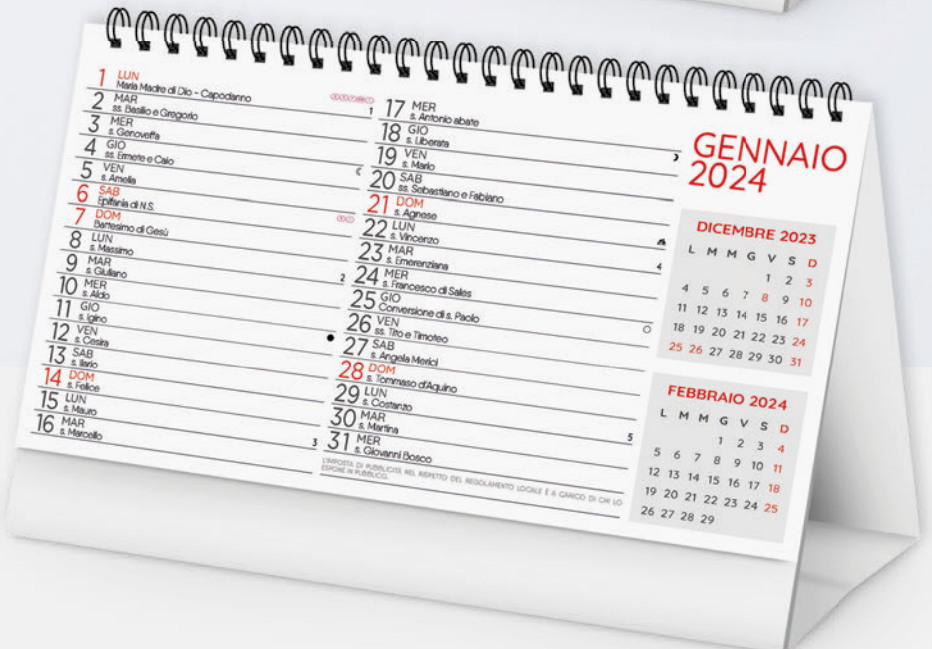 1 LUN
Maria Madre di Dio - Capodanno
1
2 MAR
ss. Basilio e Gregorio
3 MER
s. Genoveffa
4 GIO
ss. Ermete e Caio
5 VEN
s. Amelia
6 SAB
Epifania di N.S.
7 DOM
Battesimo di Gesù
8 LUN
s. Massimo
2
9 MAR
s. Giuliano
10 MER
s. Aldo
11 GIO
s. Igino
12 VEN
s. Cesira
13 SAB
s. Ilario
14 DOM
s. Felice
15 LUN
s. Mauro
3
16 MAR
s. Marcello
17 MER
s. Antonio abate
18 GIO
s. Liberata
19 VEN
s. Mario
20 SAB
ss. Sebastiano e Fabiano
21 DOM
s. Agnese
22 LUN
s. Vincenzo
4
23 MAR
s. Emerenziana
24 MER
s. Francesco di Sales
25 GIO
Conversione di s. Paolo
26 VEN
ss. Tito e Timoteo
27 SAB
s. Angela Merici
28 DOM
s. Tommaso d'Aquino
29 LUN
s. Costanzo
5
30 MAR
s. Martina
31 MER
s. Giovanni Bosco
L'IMPOSTA DI PUBBLICITÀ NEL RISPETTO DEL REGOLAMENTO LOCALE È A CARICO DI CHI LO
ESPONE IN PUBBLICO.
GENNAIO
2024
DICEMBRE 2023
L M M G V S D
1 2 3
4 5 6 7 8 9 10
11 12 13 14 15 16 17
18 19 20 21 22 23 24
25 26 27 28 29 30 31
FEBBRAIO 2024
L M M G V S D
1 2 3 4
5 6 7 8 9 10 11
12 13 14 15 16 17 18
19 20 21 22 23 24 25
26 27 28 29